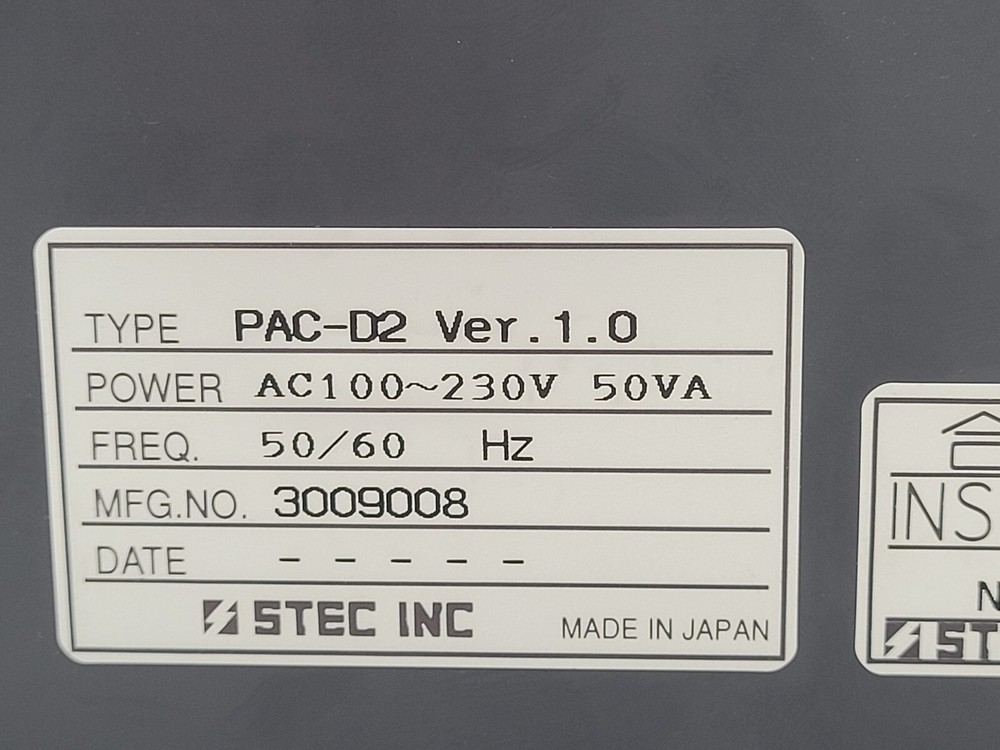 TYPE PAC-D2 Ver.1.0
POWER AC100~230V 50VA
FREQ. 50/60 Hz
MFG.NO. 3009008
DATE - - - - -
STEC INC MADE IN JAPAN
INS
N
ST